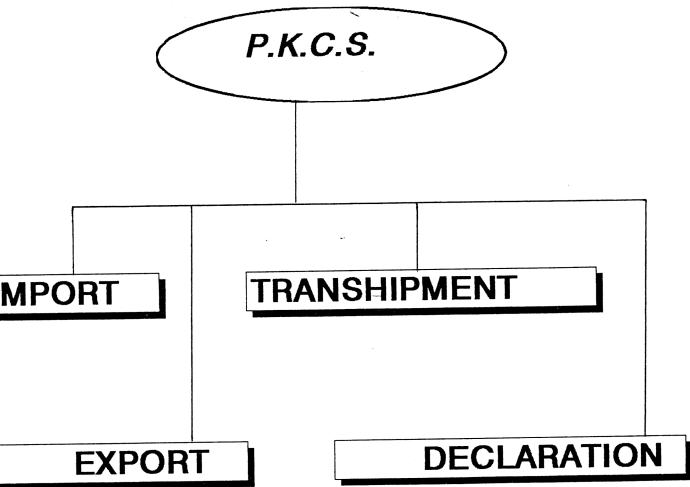 P.K.C.S.
MPORT
TRANSHIPMENT
EXPORT
DECLARATION